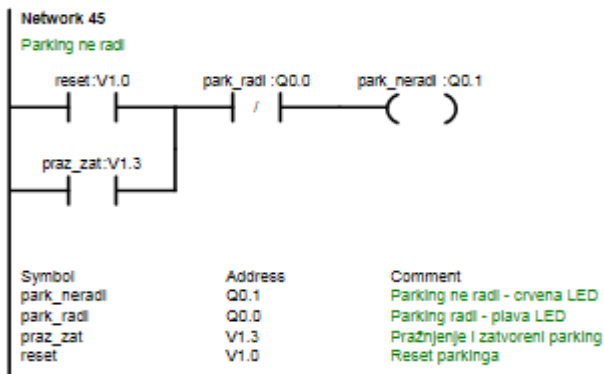 Network 45
Parking ne radi
reset:V1.0 park_radi :Q0.0 park_neradi :Q0.1
/
praz_zat:V1.3
Symbol Address Comment
park_neradi Q0.1 Parking ne radi - crvena LED
park_radi Q0.0 Parking radi - plava LED
praz_zat V1.3 Pražnjenje i zatvoreni parking
reset V1.0 Reset parkinga